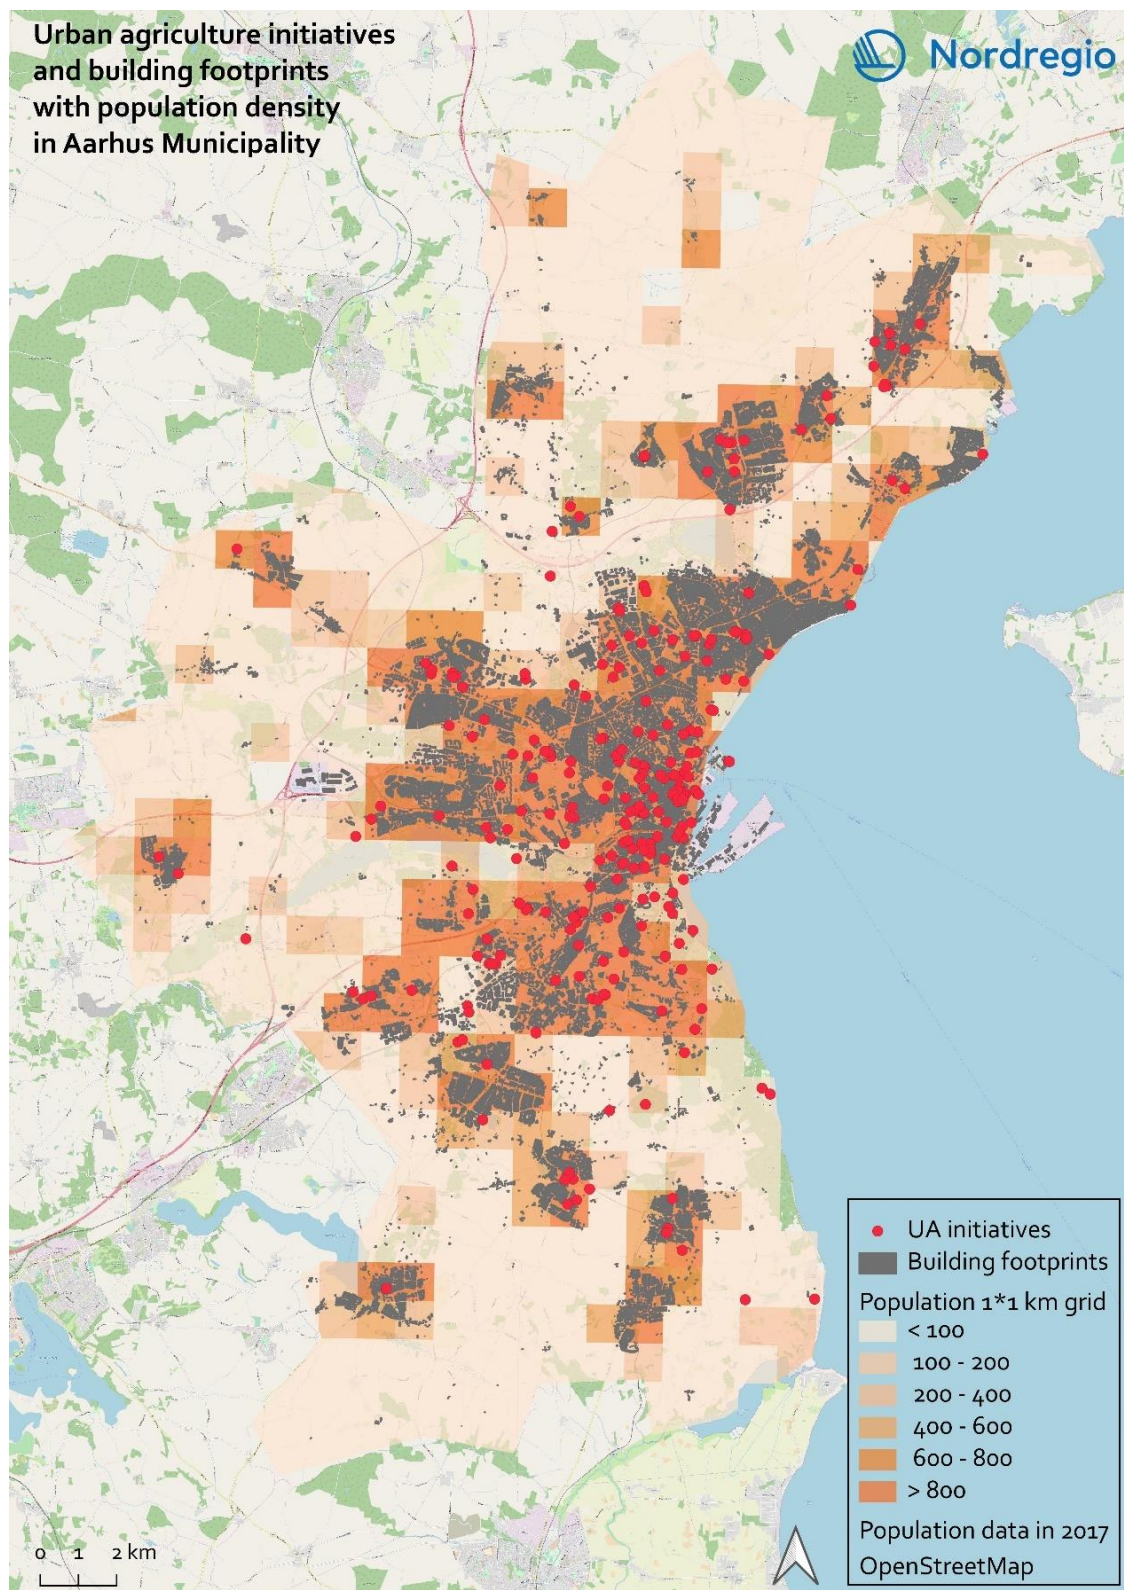 Urban agriculture initiatives
and building footprints
with population density
in Aarhus Municipality
Nordregio
UA initiatives
Building footprints
Population 1*1 km grid
< 100
100 - 200
200 - 400
400 - 600
600 - 800
> 800
Population data in 2017
OpenStreetMap
0 1 2 km